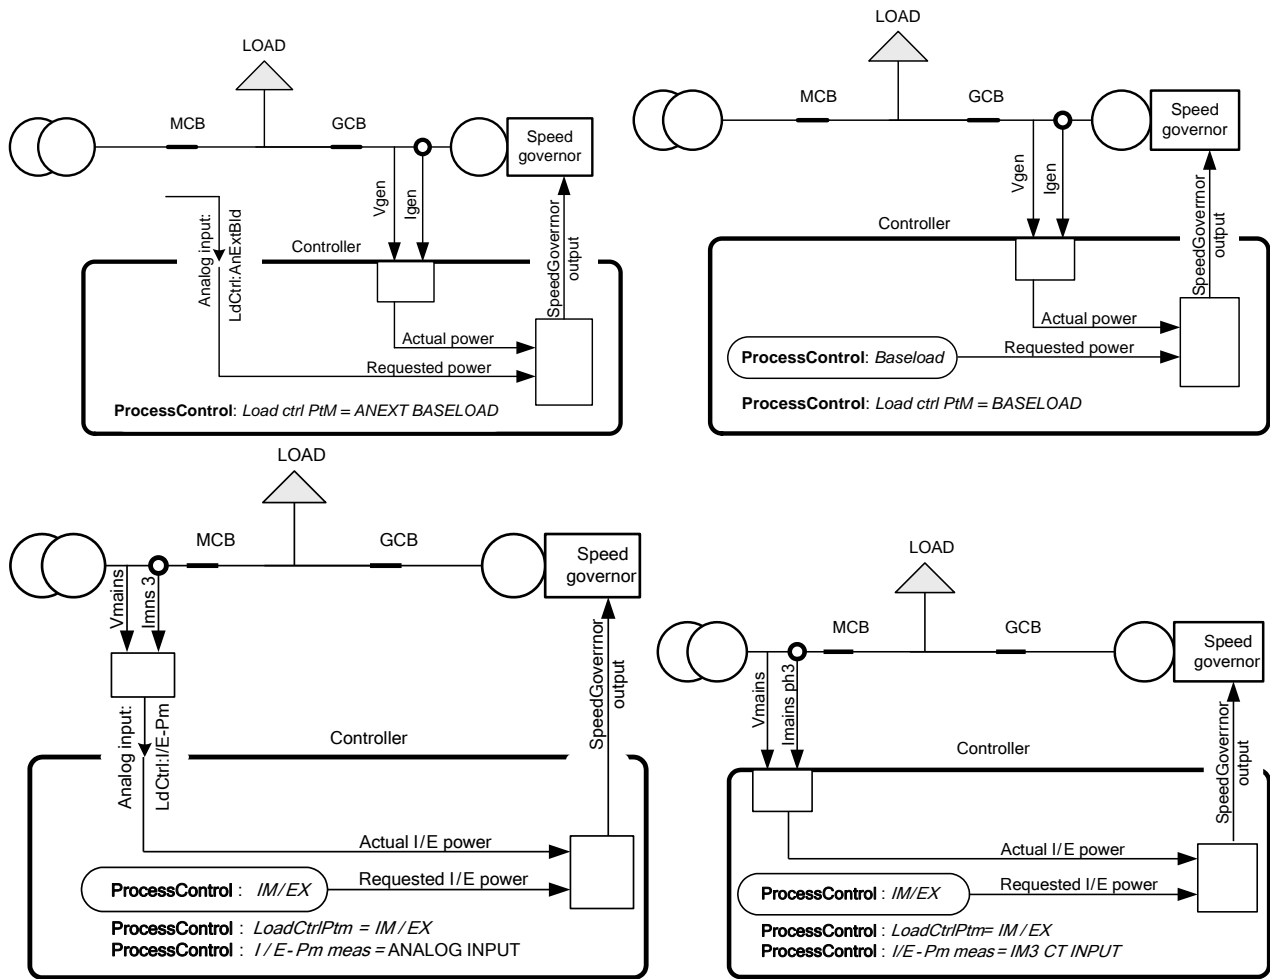 LOAD
MCB
GCB
Speed
governor
Vgen
Igen
SpeedGoverrnor
output
Analog input:
LdCtrl:AnExtBld
Controller
Actual power
Requested power
ProcessControl: Load ctrl PtM = ANEXT BASELOAD
LOAD
MCB
GCB
Speed
governor
Vgen
Igen
SpeedGoverrnor
output
Controller
Actual power
ProcessControl: Baseload
Requested power
ProcessControl: Load ctrl PtM = BASELOAD
LOAD
MCB
GCB
Speed
governor
Vmains
Imns 3
Analog input:
LdCtrl:I/E-Pm
SpeedGoverrnor
output
Controller
Actual I/E power
ProcessControl : IM/EX
Requested I/E power
ProcessControl : LoadCtrlPtm = IM / EX
ProcessControl : I / E - Pm meas = ANALOG INPUT
LOAD
MCB
GCB
Speed
governor
Vmains
Imains ph3
SpeedGoverrnor
output
Controller
Actual I/E power
ProcessControl : IM/EX
Requested I/E power
ProcessControl : LoadCtrlPtm= IM / EX
ProcessControl : I/E-Pm meas = IM3 CT INPUT